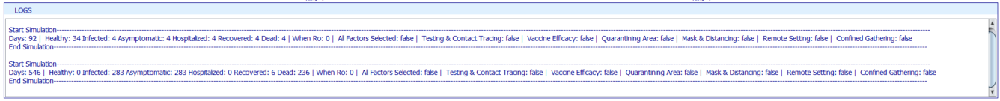 LOGS
Start Simulation--------------------------------------------------------------------------------
Days: 92 | Healthy: 34 Infected: 4 Asymptomatic: 4 Hospitalized: 4 Recovered: 4 Dead: 4 | When Ro: 0 | All Factors Selected: false | Testing & Contact Tracing: false | Vaccine Efficacy: false | Quarantining Area: false | Mask & Distancing: false | Remote Setting: false | Confined Gathering: false
End Simulation--------------------------------------------------------------------------------
Start Simulation--------------------------------------------------------------------------------
Days: 546 | Healthy: 0 Infected: 283 Asymptomatic: 283 Hospitalized: 0 Recovered: 6 Dead: 236 | When Ro: 0 | All Factors Selected: false | Testing & Contact Tracing: false | Vaccine Efficacy: false | Quarantining Area: false | Mask & Distancing: false | Remote Setting: false | Confined Gathering: false
End Simulation--------------------------------------------------------------------------------